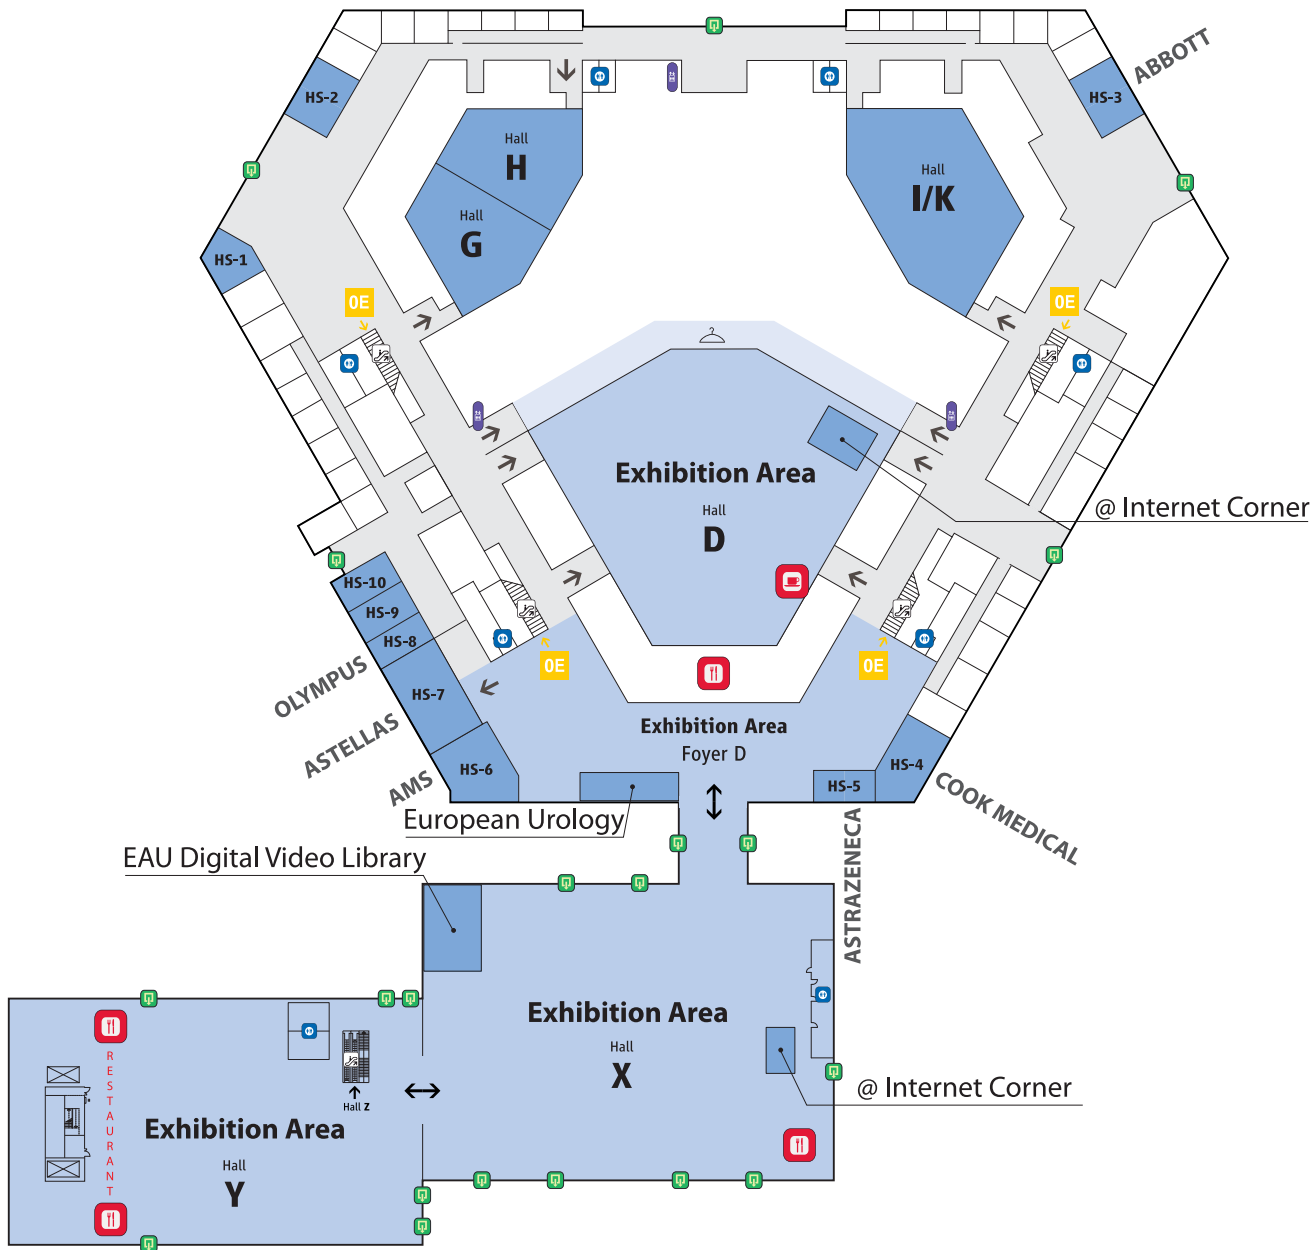 ABBOTT
HS-2
HS-3
Hall
H
Hall
I/K
Hall
G
HS-1
0E
0E
Exhibition Area
Hall
D
@ Internet Corner
HS-10
HS-9
HS-8
OLYMPUS
0E
0E
HS-7
ASTELLAS
Exhibition Area
Foyer D
HS-6
AMS
HS-5
HS-4
COOK MEDICAL
European Urology
ASTRAZENECA
EAU Digital Video Library
Exhibition Area
Hall
X
@ Internet Corner
RESTAURANT
Hall Z
Exhibition Area
Hall
Y